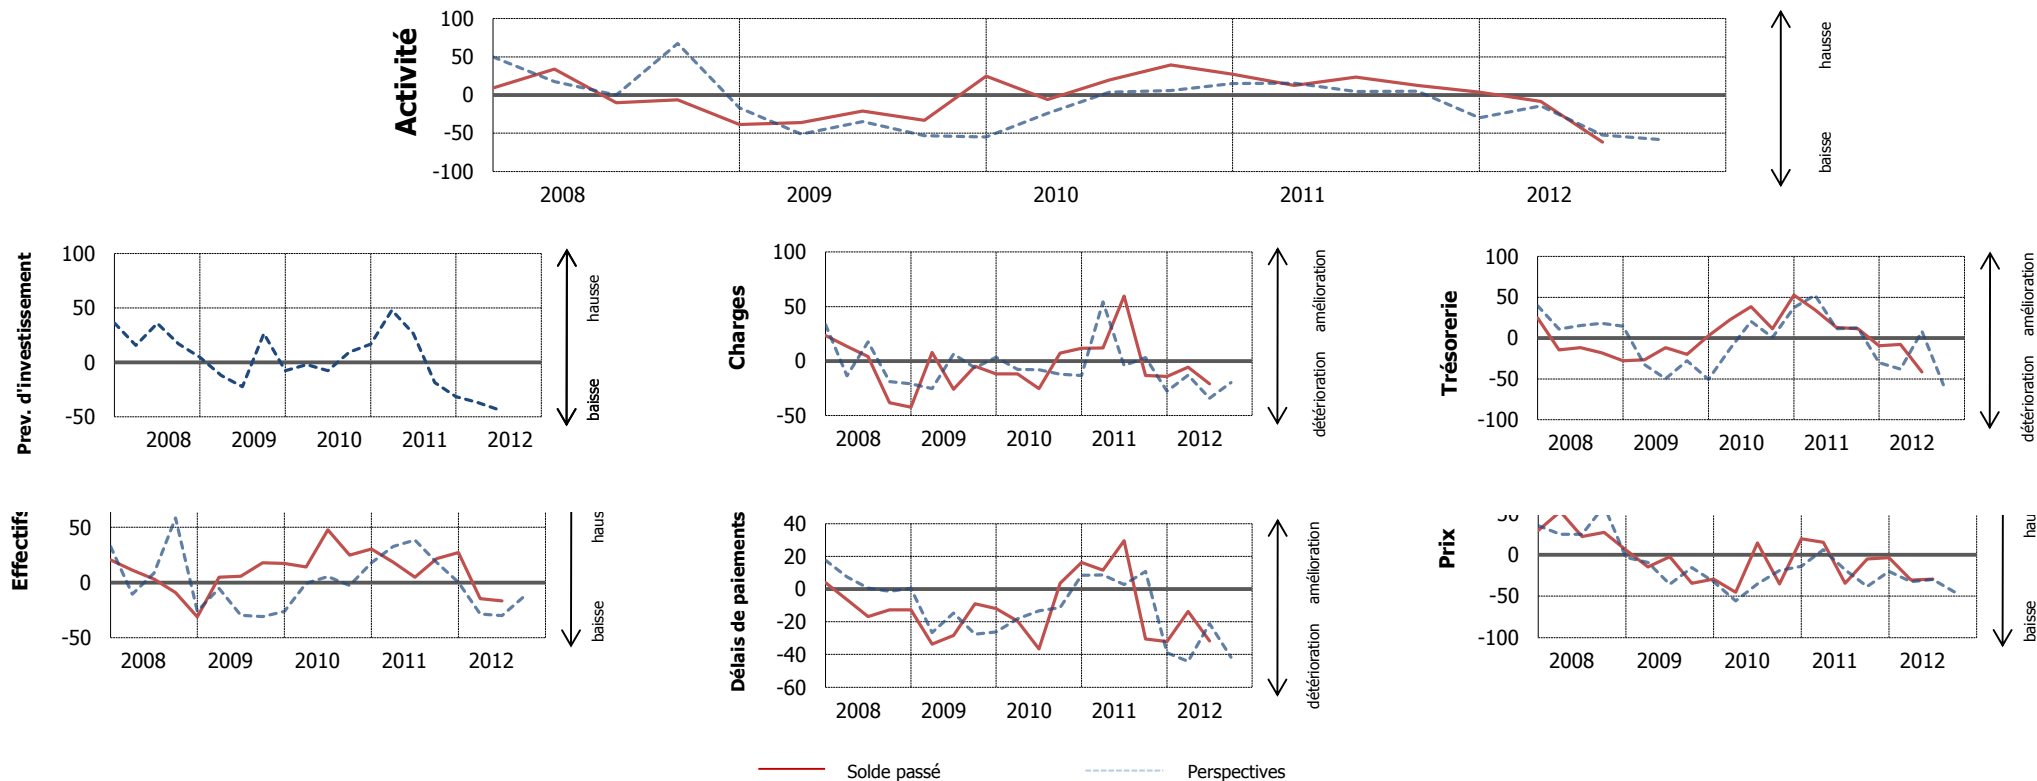 Activité
100
50
0
-50
-100
2008 2009 2010 2011 2012
hausse
baisse
Prev. d'investissement
100
50
0
-50
2008 2009 2010 2011 2012
hausse
baisse
Charges
100
50
0
-50
2008 2009 2010 2011 2012
amélioration
détérioration
Trésorerie
100
50
0
-50
-100
2008 2009 2010 2011 2012
amélioration
détérioration
Effectifs
50
0
-50
2008 2009 2010 2011 2012
haus
baisse
Délais de paiements
40
20
0
-20
-40
-60
2008 2009 2010 2011 2012
amélioration
détérioration
Prix
50
0
-50
-100
2008 2009 2010 2011 2012
hau
baisse
Solde passé Perspectives